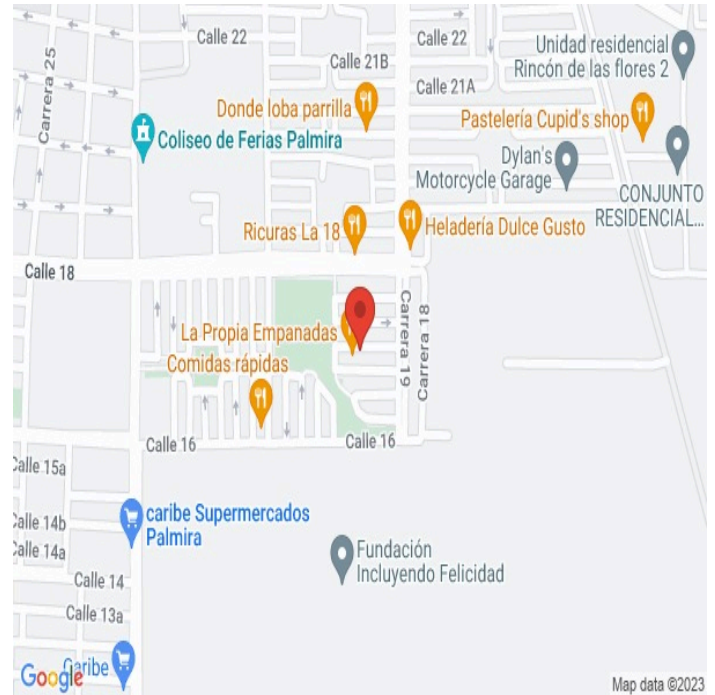 Calle 22
Calle 22
Unidad residencial
Rincón de las flores 2
Calle 21B
Carrera 25
Calle 21A
Donde loba parrilla
Pastelería Cupid's shop
Coliseo de Ferias Palmira
Dylan's
Motorcycle Garage
CONJUNTO
RESIDENCIAL...
Ricuras La 18
Heladería Dulce Gusto
Calle 18
La Propia Empanadas
Comidas rápidas
Carrera 19
Carrera 18
Calle 16
Calle 16
Calle 15a
caribe Supermercados
Palmira
Calle 14b
Calle 14a
Fundación
Incluyendo Felicidad
Calle 14
Calle 13a
Caribe
Google
Map data ©2023